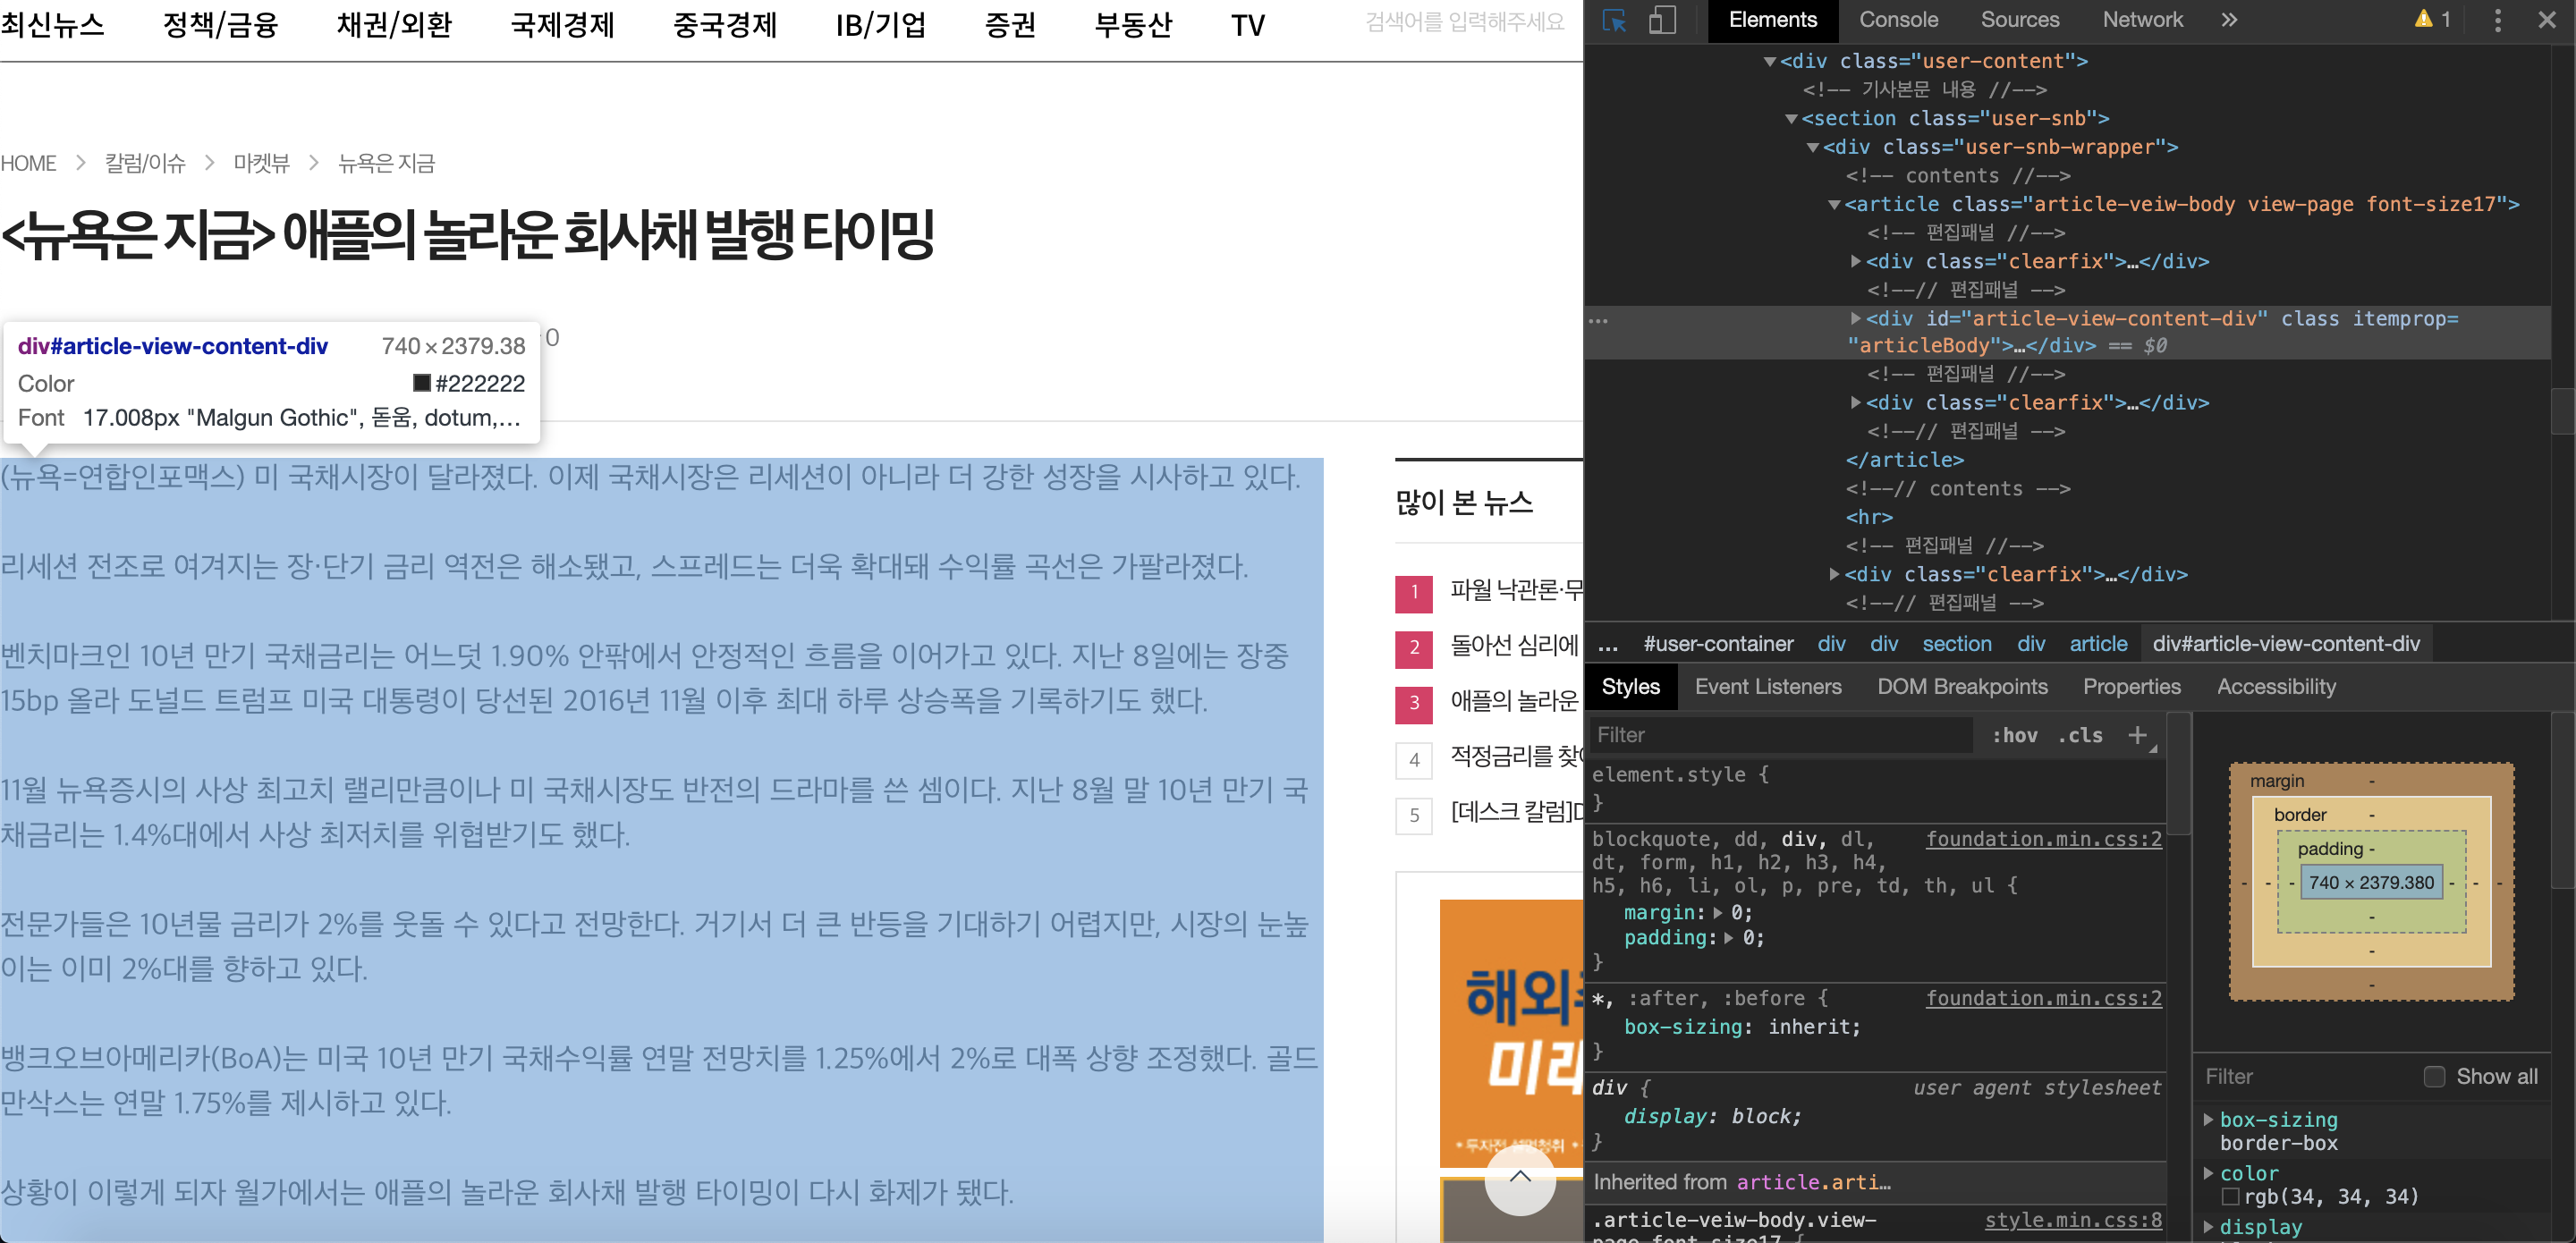 최신뉴스 정책/금융 채권/외환 국제경제 중국경제 IB/기업 증권 부동산 TV 검색어를 입력해주세요
HOME > 칼럼/이슈 > 마켓뷰 > 뉴욕은 지금
<뉴욕은 지금> 애플의 놀라운 회사채 발행 타이밍
0
div#article-view-content-div 740 × 2379.38
Color #222222
Font 17.008px "Malgun Gothic", 돋움, dotum,…
(뉴욕=연합인포맥스) 미 국채시장이 달라졌다. 이제 국채시장은 리세션이 아니라 더 강한 성장을 시사하고 있다.
리세션 전조로 여겨지는 장·단기 금리 역전은 해소됐고, 스프레드는 더욱 확대돼 수익률 곡선은 가팔라졌다.
벤치마크인 10년 만기 국채금리는 어느덧 1.90% 안팎에서 안정적인 흐름을 이어가고 있다. 지난 8일에는 장중
15bp 올라 도널드 트럼프 미국 대통령이 당선된 2016년 11월 이후 최대 하루 상승폭을 기록하기도 했다.
11월 뉴욕증시의 사상 최고치 랠리만큼이나 미 국채시장도 반전의 드라마를 쓴 셈이다. 지난 8월 말 10년 만기 국
채금리는 1.4%대에서 사상 최저치를 위협받기도 했다.
전문가들은 10년물 금리가 2%를 웃돌 수 있다고 전망한다. 거기서 더 큰 반등을 기대하기 어렵지만, 시장의 눈높
이는 이미 2%대를 향하고 있다.
뱅크오브아메리카(BoA)는 미국 10년 만기 국채수익률 연말 전망치를 1.25%에서 2%로 대폭 상향 조정했다. 골드
만삭스는 연말 1.75%를 제시하고 있다.
상황이 이렇게 되자 월가에서는 애플의 놀라운 회사채 발행 타이밍이 다시 화제가 됐다.
많이 본 뉴스
1 파월 낙관론·무
2 돌아선 심리에
3 애플의 놀라운
4 적정금리를 찾
5 [데스크 칼럼]
해외
미래
Elements Console Sources Network » 1
▼<div class="user-content">
<!-- 기사본문 내용 //-->
▼<section class="user-snb">
▼<div class="user-snb-wrapper">
<!-- contents //-->
▼<article class="article-veiw-body view-page font-size17">
<!-- 편집패널 //-->
▶<div class="clearfix">…</div>
<!--// 편집패널 -->
▶<div id="article-view-content-div" class itemprop=
"articleBody">…</div> == $0
<!-- 편집패널 //-->
▶<div class="clearfix">…</div>
<!--// 편집패널 -->
</article>
<!--// contents -->
<hr>
<!-- 편집패널 //-->
▶<div class="clearfix">…</div>
<!--// 편집패널 -->
… #user-container div div section div article div#article-view-content-div
Styles Event Listeners DOM Breakpoints Properties Accessibility
Filter :hov .cls +
element.style {
}
blockquote, dd, div, dl, foundation.min.css:2
dt, form, h1, h2, h3, h4,
h5, h6, li, ol, p, pre, td, th, ul {
margin:▶ 0;
padding:▶ 0;
}
*, :after, :before { foundation.min.css:2
box-sizing: inherit;
}
div { user agent stylesheet
display: block;
}
Inherited from article.arti…
.article-veiw-body.view- style.min.css:8
page.font-size17 {
margin -
border -
padding -
- - - 740 × 2379.380 - - -
-
-
-
Filter Show all
▶ box-sizing
border-box
▶ color
rgb(34, 34, 34)
▶ display